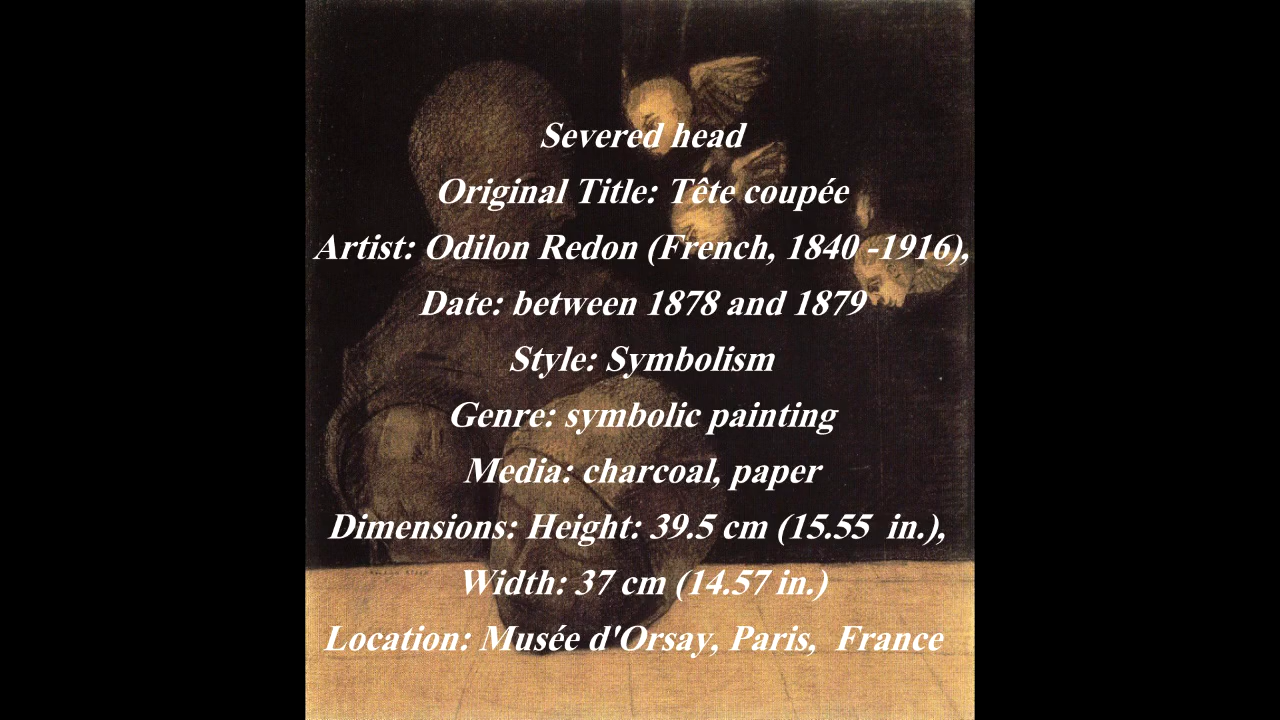 Severed head
Original Title: Tête coupée
Artist: Odilon Redon (French, 1840 -1916),
Date: between 1878 and 1879
Style: Symbolism
Genre: symbolic painting
Media: charcoal, paper
Dimensions: Height: 39.5 cm (15.55  in.),
Width: 37 cm (14.57 in.)
Location: Musée d'Orsay, Paris,  France